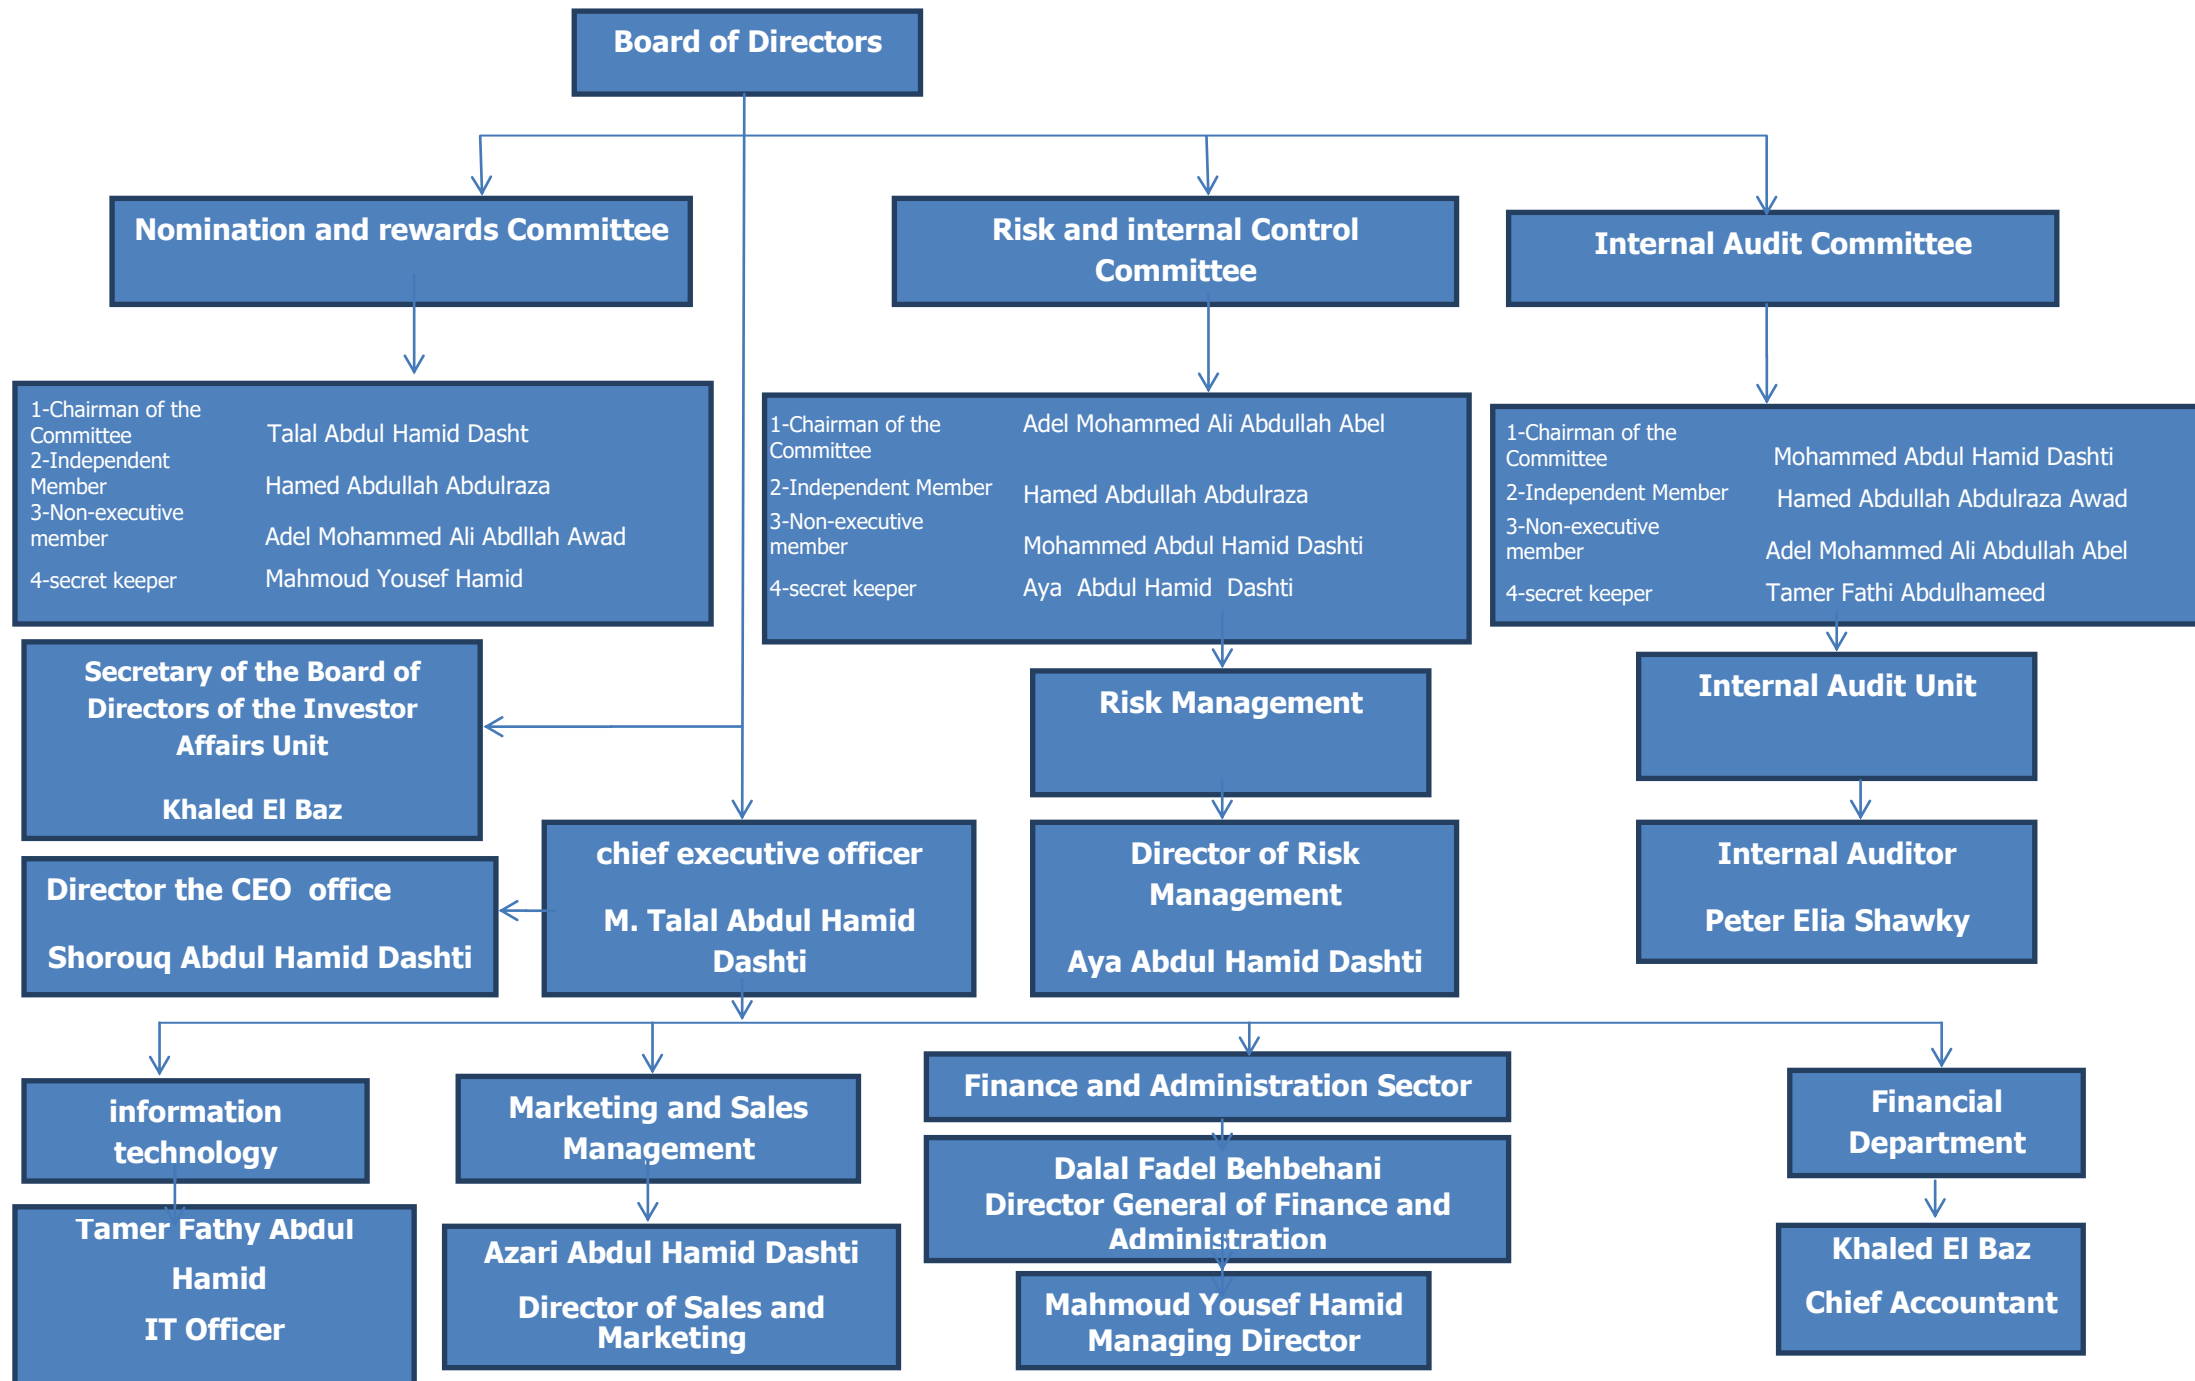 Board of Directors
Nomination and rewards Committee
Risk and internal Control
Committee
Internal Audit Committee
1-Chairman of the
Committee
Talal Abdul Hamid Dasht
2-Independent
Member
Hamed Abdullah Abdulraza
3-Non-executive
member
Adel Mohammed Ali Abdllah Awad
4-secret keeper
Mahmoud Yousef Hamid
1-Chairman of the
Committee
Adel Mohammed Ali Abdullah Abel
2-Independent Member
Hamed Abdullah Abdulraza
3-Non-executive
member
Mohammed Abdul Hamid Dashti
4-secret keeper
Aya Abdul Hamid Dashti
1-Chairman of the
Committee
Mohammed Abdul Hamid Dashti
2-Independent Member
Hamed Abdullah Abdulraza Awad
3-Non-executive
member
Adel Mohammed Ali Abdullah Abel
4-secret keeper
Tamer Fathi Abdulhameed
Secretary of the Board of
Directors of the Investor
Affairs Unit
Khaled El Baz
Risk Management
Internal Audit Unit
Director the CEO office
Shorouq Abdul Hamid Dashti
chief executive officer
M. Talal Abdul Hamid
Dashti
Director of Risk
Management
Aya Abdul Hamid Dashti
Internal Auditor
Peter Elia Shawky
information
technology
Marketing and Sales
Management
Finance and Administration Sector
Financial
Department
Tamer Fathy Abdul
Hamid
IT Officer
Azari Abdul Hamid Dashti
Director of Sales and
Marketing
Dalal Fadel Behbehani
Director General of Finance and
Administration
Mahmoud Yousef Hamid
Managing Director
Khaled El Baz
Chief Accountant